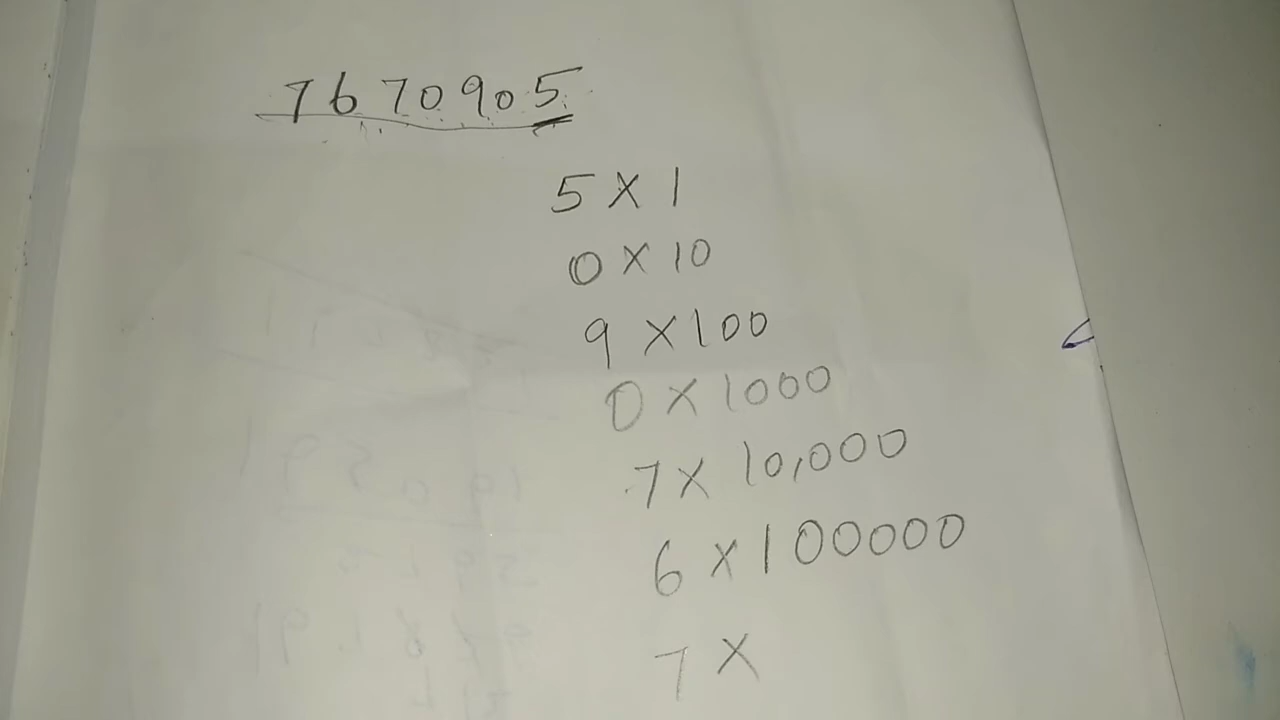 7670905
5 X 1
0 X 10
9 X 100
0 X 1000
7 X 10,000
6 X 100000
7 X